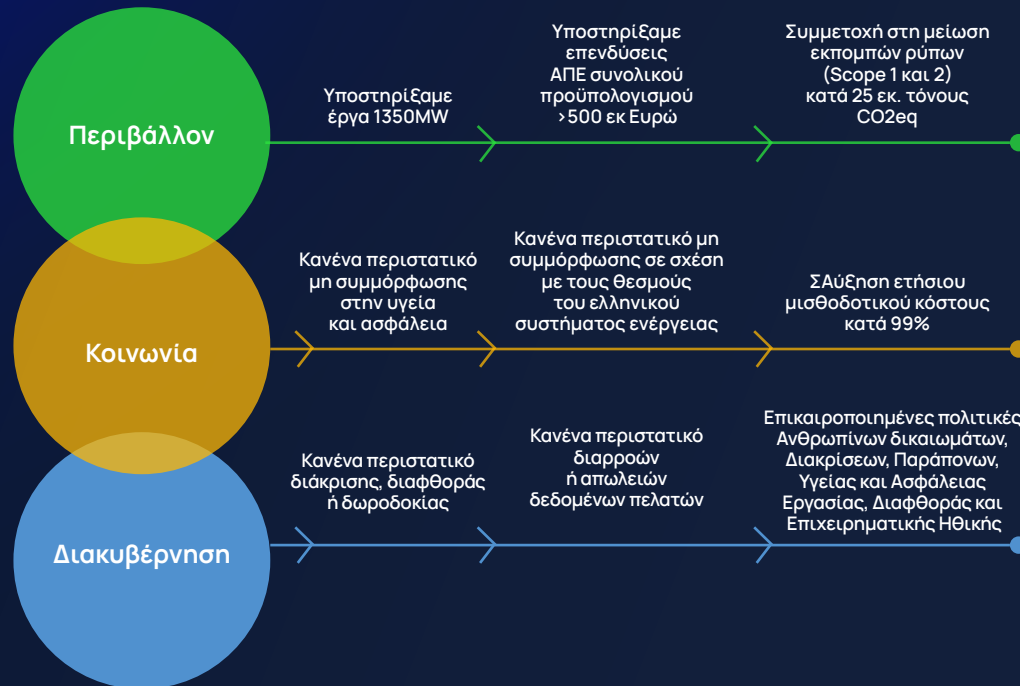 Περιβάλλον
Υποστηρίξαμε
έργα 1350MW
Υποστηρίξαμε
επενδύσεις
ΑΠΕ συνολικού
προϋπολογισμού
>500 εκ Ευρώ
Συμμετοχή στη μείωση
εκπομπών ρύπων
(Scope 1 και 2)
κατά 25 εκ. τόνους
CO2eq
Κοινωνία
Κανένα περιστατικό
μη συμμόρφωσης
στην υγεία
και ασφάλεια
Κανένα περιστατικό μη
συμμόρφωσης σε σχέση
με τους θεσμούς
του ελληνικού
συστήματος ενέργειας
ΣΑύξηση ετήσιου
μισθοδοτικού κόστους
κατά 99%
Διακυβέρνηση
Κανένα περιστατικό
διάκρισης, διαφθοράς
ή δωροδοκίας
Κανένα περιστατικό
διαρροών
ή απωλειών
δεδομένων πελατών
Επικαιροποιημένες πολιτικές
Ανθρωπίνων δικαιωμάτων,
Διακρίσεων, Παράπονων,
Υγείας και Ασφάλειας
Εργασίας, Διαφθοράς και
Επιχειρηματικής Ηθικής